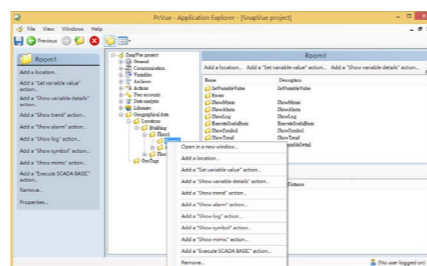 PcVue - Application Explorer - [SnapVue project]
File View Windows Help
Previous
Room1
Add a location...
Add a "Set variable value" action...
Add a "Show variable details" action...
Add a "Show trend" action...
Add a "Show alarm" action...
Add a "Show log" action...
Add a "Show symbol" action...
Add a "Show mimic" action...
Add a "Execute SCADA BASIC" action...
Remove...
Properties...
SnapVue project
General
Communication
Variables
Archives
Actions
User accounts
Data analysis
Libraries
Geographical data
Locations
Building
Floor1
GeoTags
Room1
Add a location... Add a "Set variable value" action... Add a "Show variable details" action...
Name Description
SetVariableValue SetVariableValue
ShowMimic ShowMimic
ShowAlarm ShowAlarm
ShowLog ShowLog
ExecuteScadaBasic ExecuteScadaBasic
ShowSymbol ShowSymbol
ShowTrend ShowTrend
Distance
Open in a new window...
Add a location...
Add a "Set variable value" action...
Add a "Show variable details" action...
Add a "Show trend" action...
Add a "Show alarm" action...
Add a "Show log" action...
Add a "Show symbol" action...
Add a "Show mimic" action...
Add a "Execute SCADA BASIC" action...
Remove...
(No user logged on)